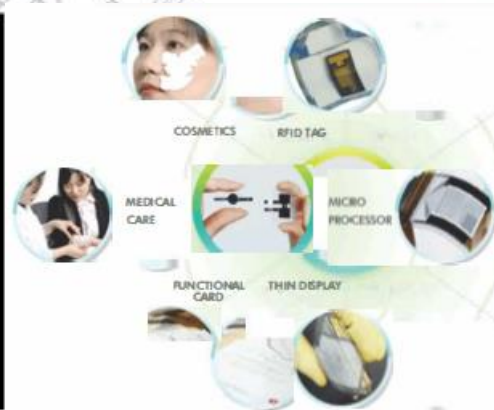 COSMETICS
RFID TAG
MEDICAL
CARE
MICRO
PROCESSOR
FUNCTIONAL
CARD
THIN DISPLAY